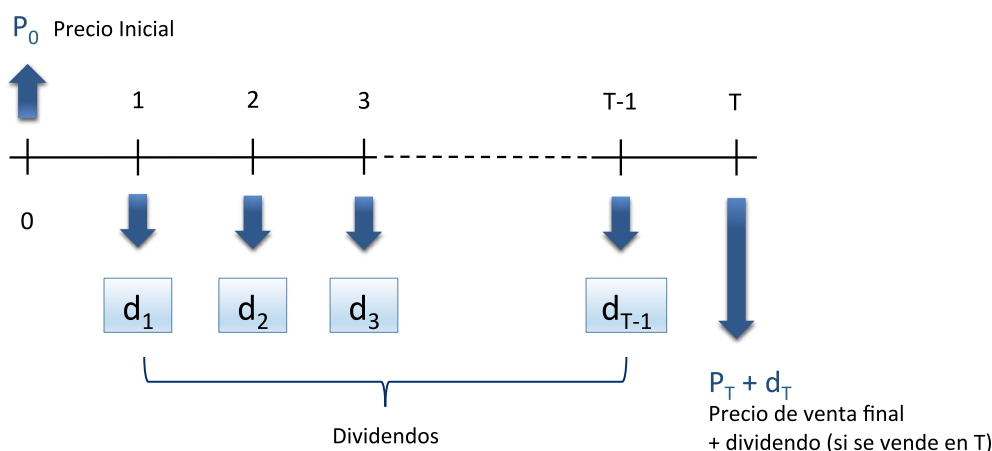 P0 Precio Inicial
1 2 3 T-1 T
0
d1 d2 d3 dT-1
PT + dT
Precio de venta final
+ dividendo (si se vende en T)
Dividendos